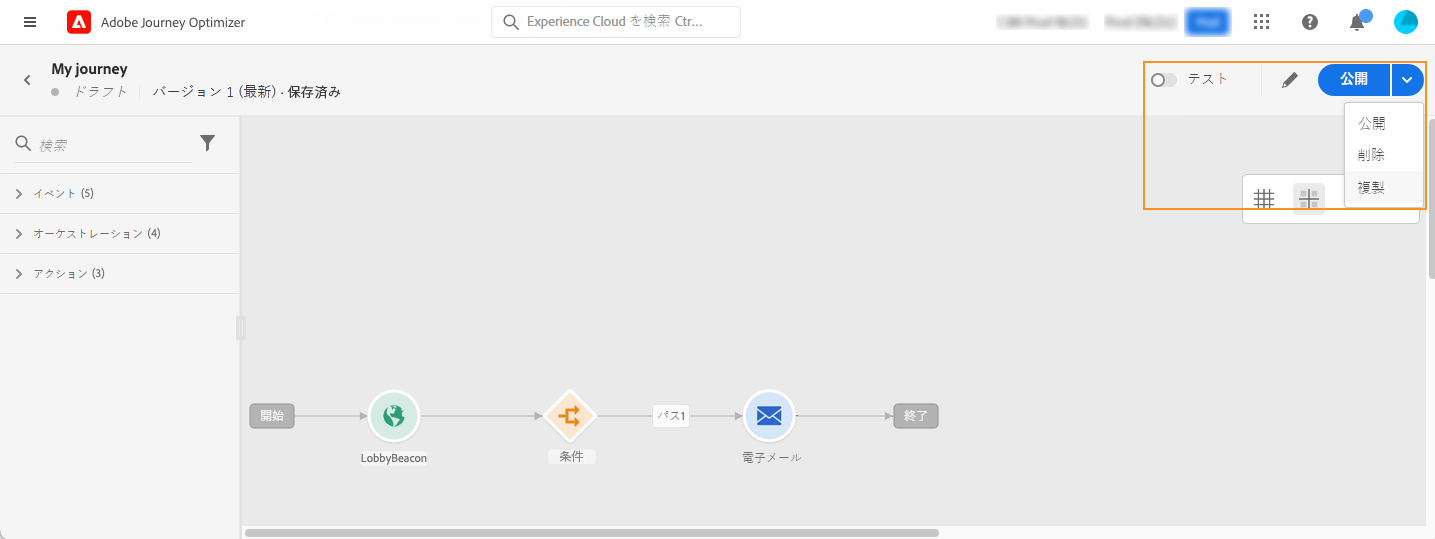 Adobe Journey Optimizer
Experience Cloud を検索 Ctr...
My journey
ドラフト
バージョン 1 (最新) · 保存済み
テスト
公開
公開
削除
複製
検索
イベント (5)
オーケストレーション (4)
アクション (3)
開始
パス1
終了
LobbyBeacon
条件
電子メール